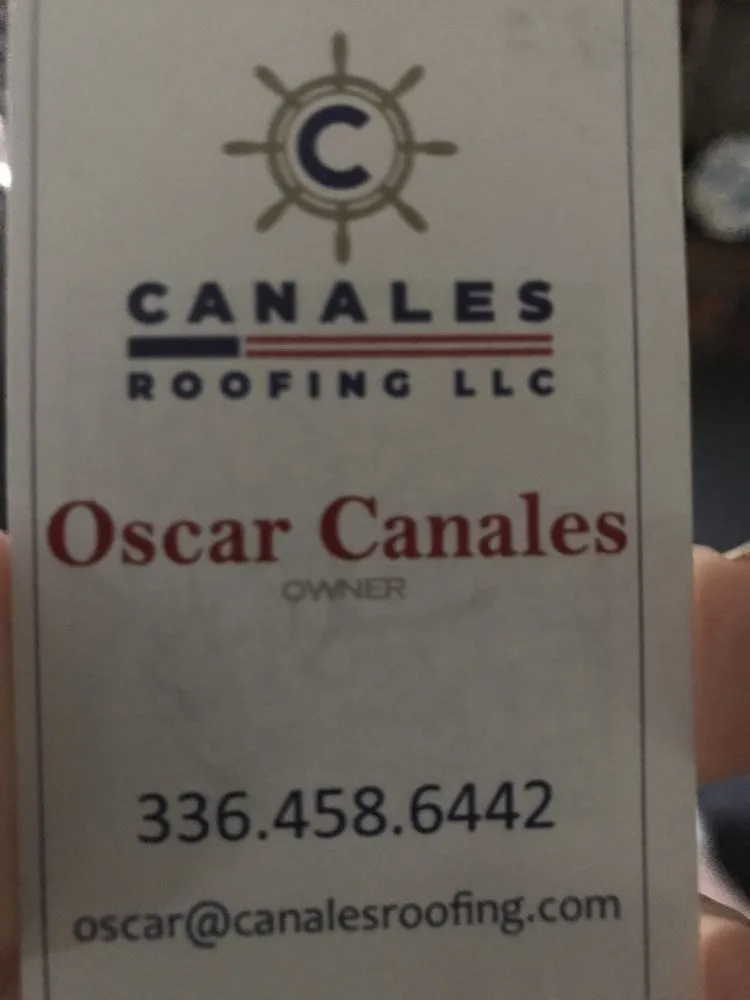 C
CANALES
ROOFING LLC
Oscar Canales
OWNER
336.458.6442
oscar@canalesroofing.com